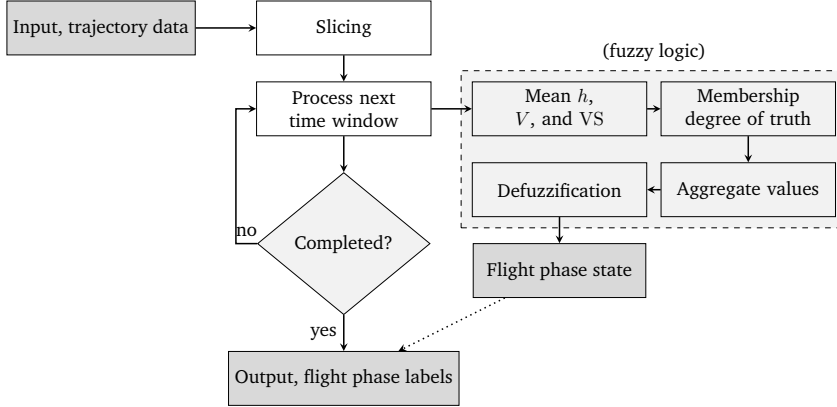 Input, trajectory data
Slicing
(fuzzy logic)
Process next
time window
Mean h,
V, and VS
Membership
degree of truth
Defuzzification
Aggregate values
no
Completed?
Flight phase state
yes
Output, flight phase labels